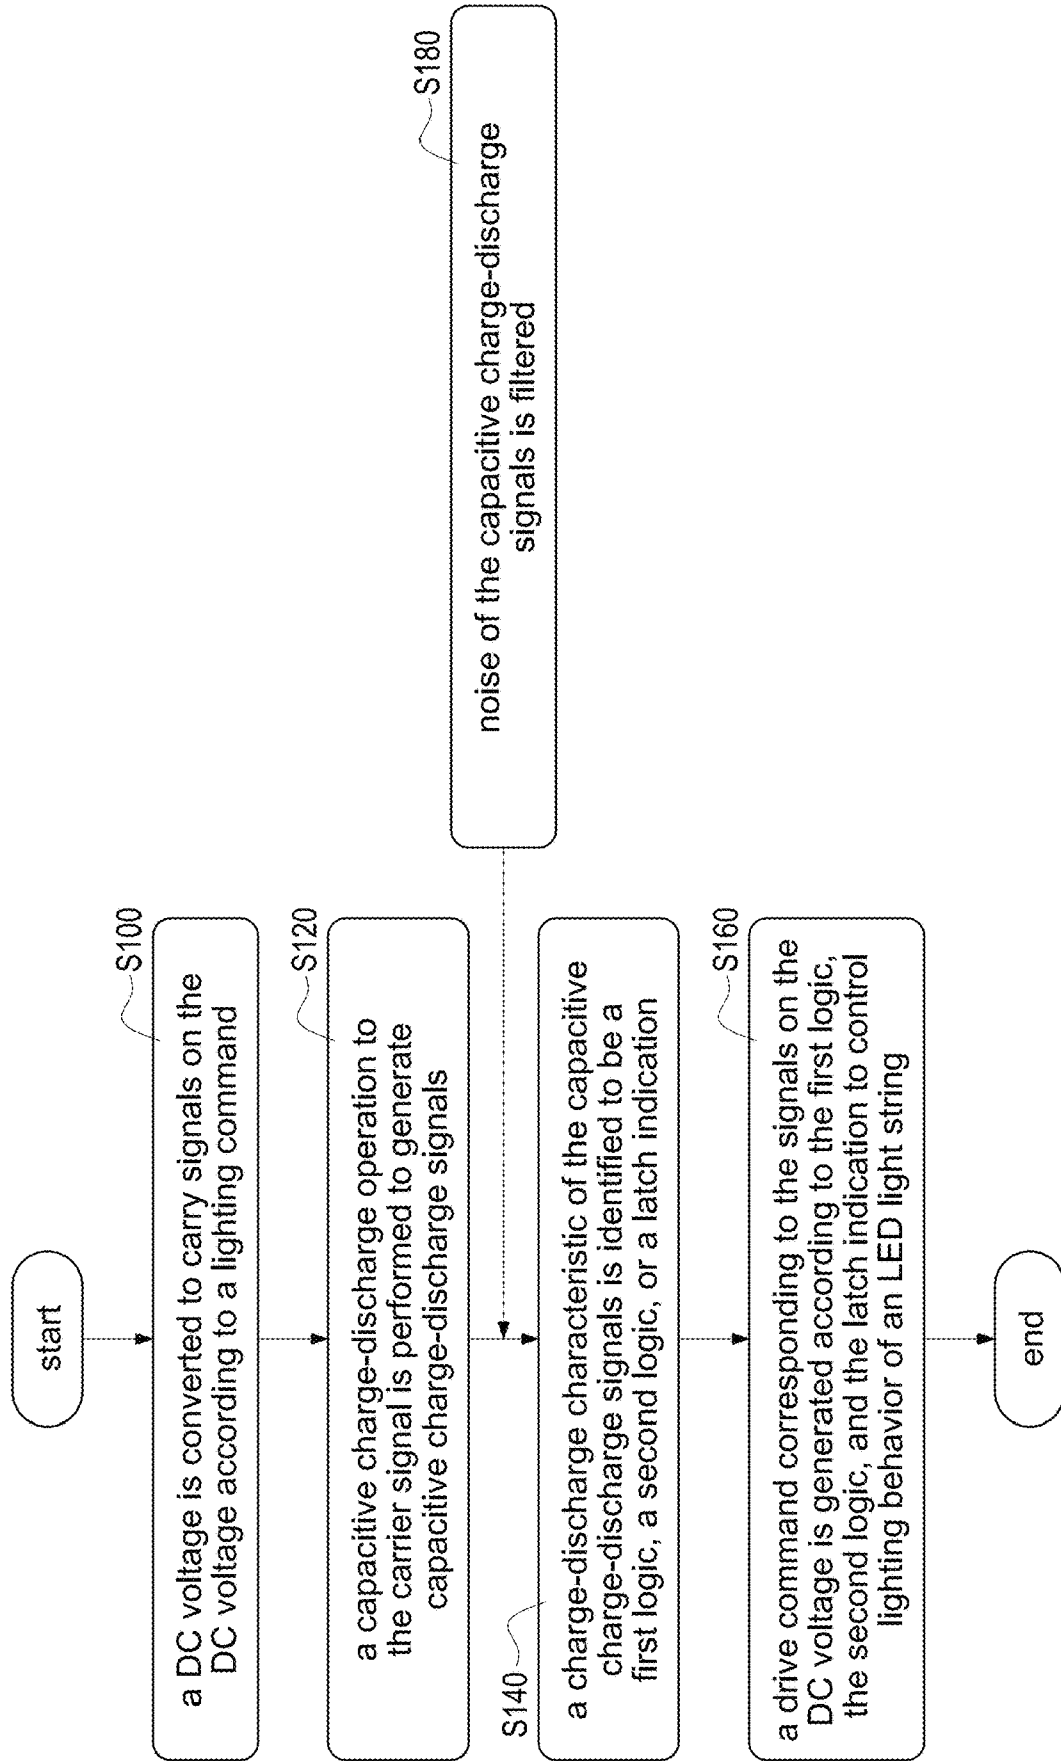 start
S100
a DC voltage is converted to carry signals on the
DC voltage according to a lighting command
S120
a capacitive charge-discharge operation to
the carrier signal is performed to generate
capacitive charge-discharge signals
S180
noise of the capacitive charge-discharge
signals is filtered
S140
a charge-discharge characteristic of the capacitive
charge-discharge signals is identified to be a
first logic, a second logic, or a latch indication
S160
a drive command corresponding to the signals on the
DC voltage is generated according to the first logic,
the second logic, and the latch indication to control
lighting behavior of an LED light string
end